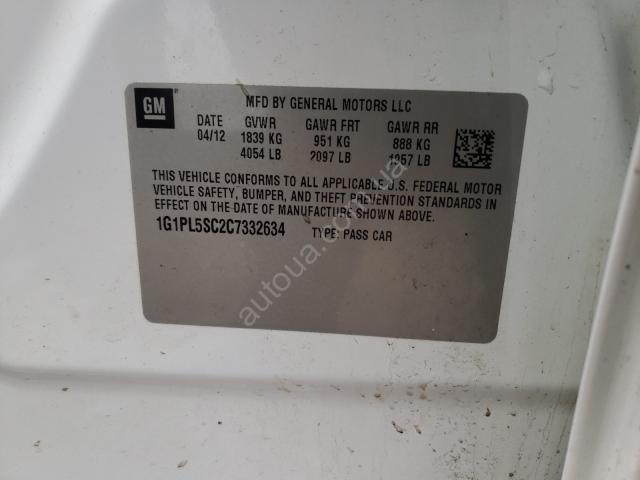 GM
MFD BY GENERAL MOTORS LLC
DATE GVWR GAWR FRT GAWR RR
04/12 1839 KG 951 KG 888 KG
4054 LB 2097 LB 1957 LB
THIS VEHICLE CONFORMS TO ALL APPLICABLE U.S. FEDERAL MOTOR
VEHICLE SAFETY, BUMPER, AND THEFT PREVENTION STANDARDS IN
EFFECT ON THE DATE OF MANUFACTURE SHOWN ABOVE.
1G1PL5SC2C7332634 TYPE: PASS CAR
autoua.com.ua